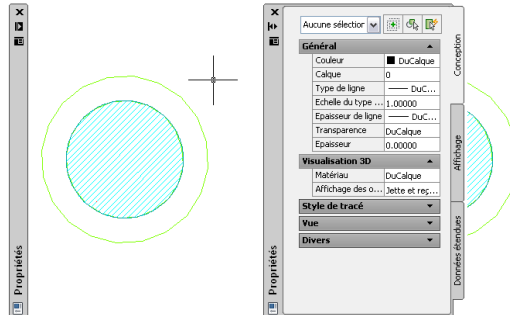 Propriétés
Propriétés
Aucune sélectior
Général
Couleur DuCalque
Calque 0
Type de ligne DuC...
Echelle du type ... 1.00000
Epaisseur de ligne DuC...
Transparence DuCalque
Epaisseur 0.00000
Visualisation 3D
Matériau DuCalque
Affichage des o... Jette et reç...
Style de tracé
Vue
Divers
Conception
Affichage
Données étendues